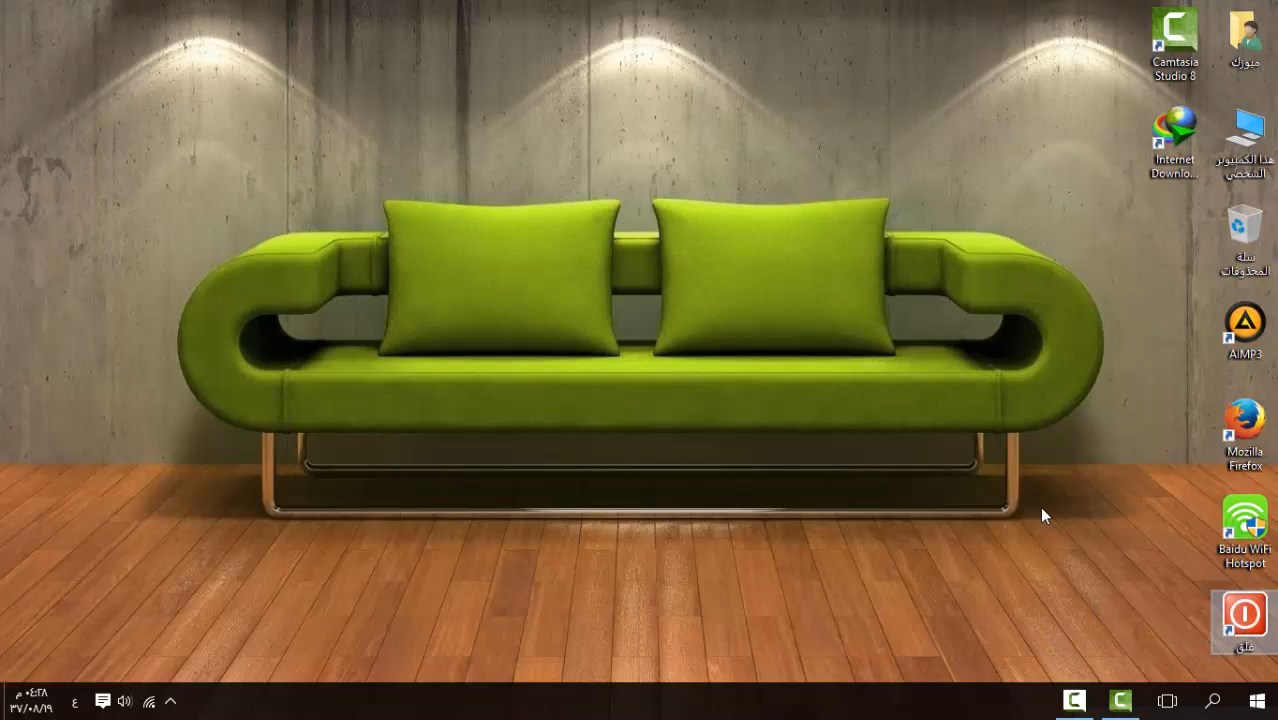 ميوزك
هذا الكمبيوتر
الشخصي
سلة
المحذوفات
AIMP3
Mozilla
Firefox
Baidu WiFi
Hotspot
غلق
Camtasia
Studio 8
Internet
Downlo...
ع
٠٤:٢٨ م
٣٧/٠٨/١٩